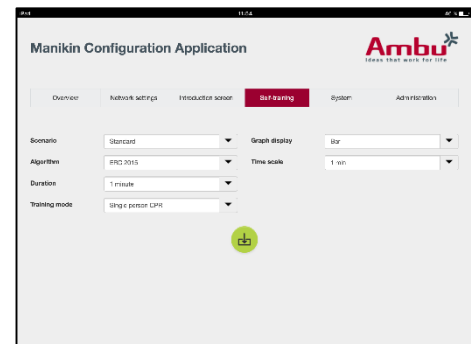 iPad 11:04
Manikin Configuration Application
Ambu
Ideas that work for life
Overview Network settings Introduction screen Self-training System Administration
Scenario Standard Graph display Bar
Algorithm ERC 2015 Time scale 1 min
Duration 1 minute
Training mode Single person CPR